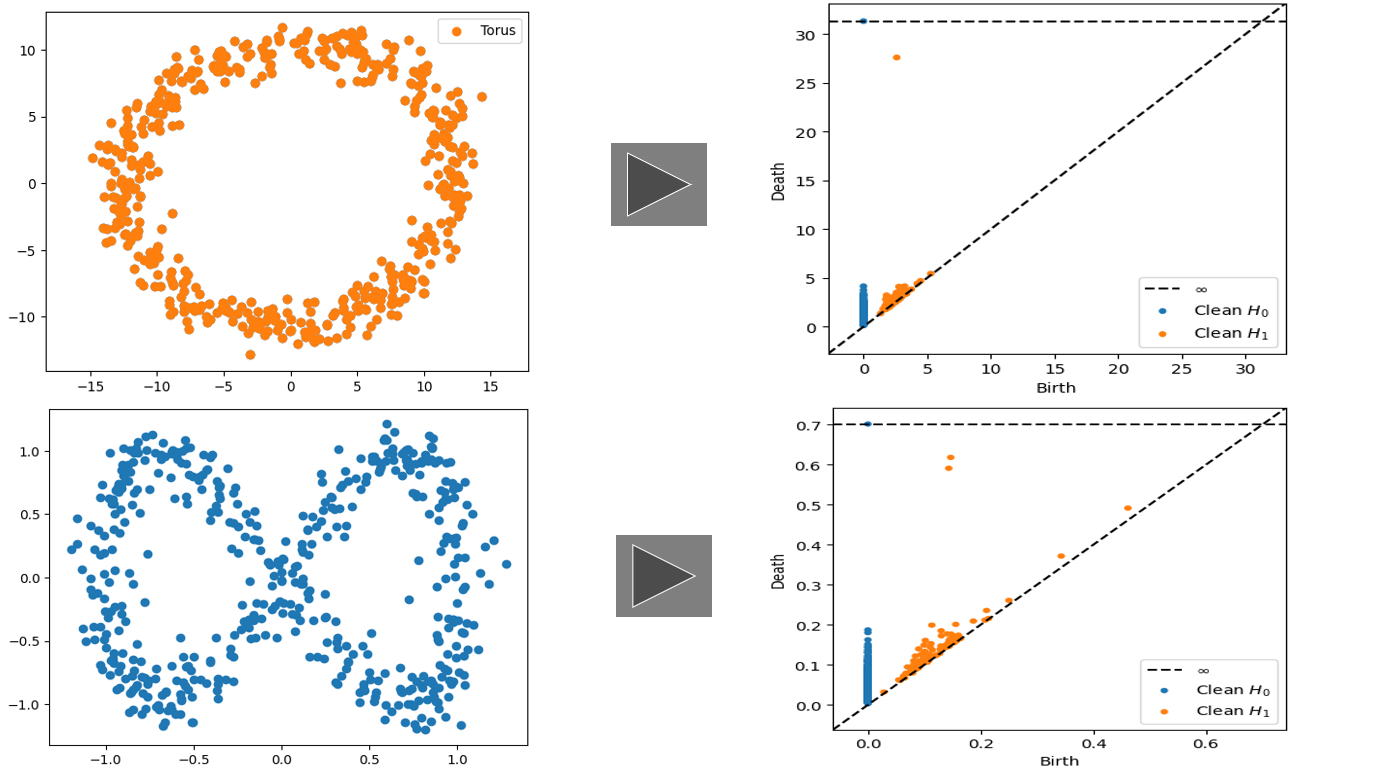 Torus
10
5
0
−5
−10
−15 −10 −5 0 5 10 15
Death
30
25
20
15
10
5
0
∞
Clean H₀
Clean H₁
0 5 10 15 20 25 30
Birth
1.0
0.5
0.0
−0.5
−1.0
−1.0 −0.5 0.0 0.5 1.0
Death
0.7
0.6
0.5
0.4
0.3
0.2
0.1
0.0
∞
Clean H₀
Clean H₁
0.0 0.2 0.4 0.6
Birth